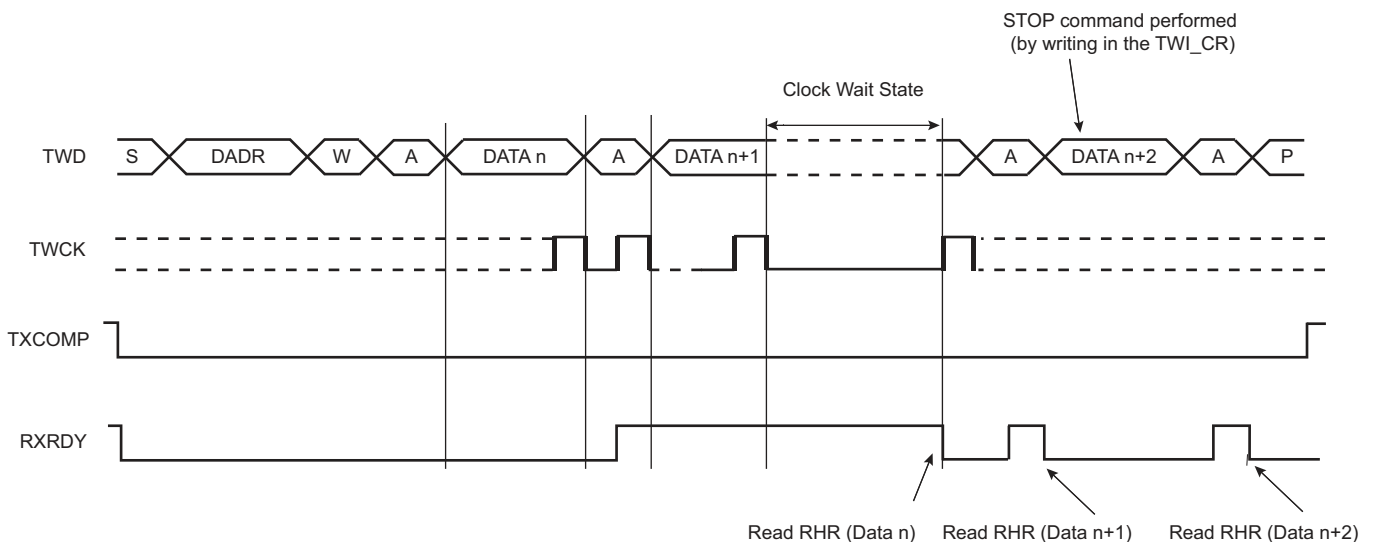 STOP command performed
(by writing in the TWI_CR)
Clock Wait State
TWD
S
DADR
W
A
DATA n
A
DATA n+1
A
DATA n+2
A
P
TWCK
TXCOMP
RXRDY
Read RHR (Data n)
Read RHR (Data n+1)
Read RHR (Data n+2)